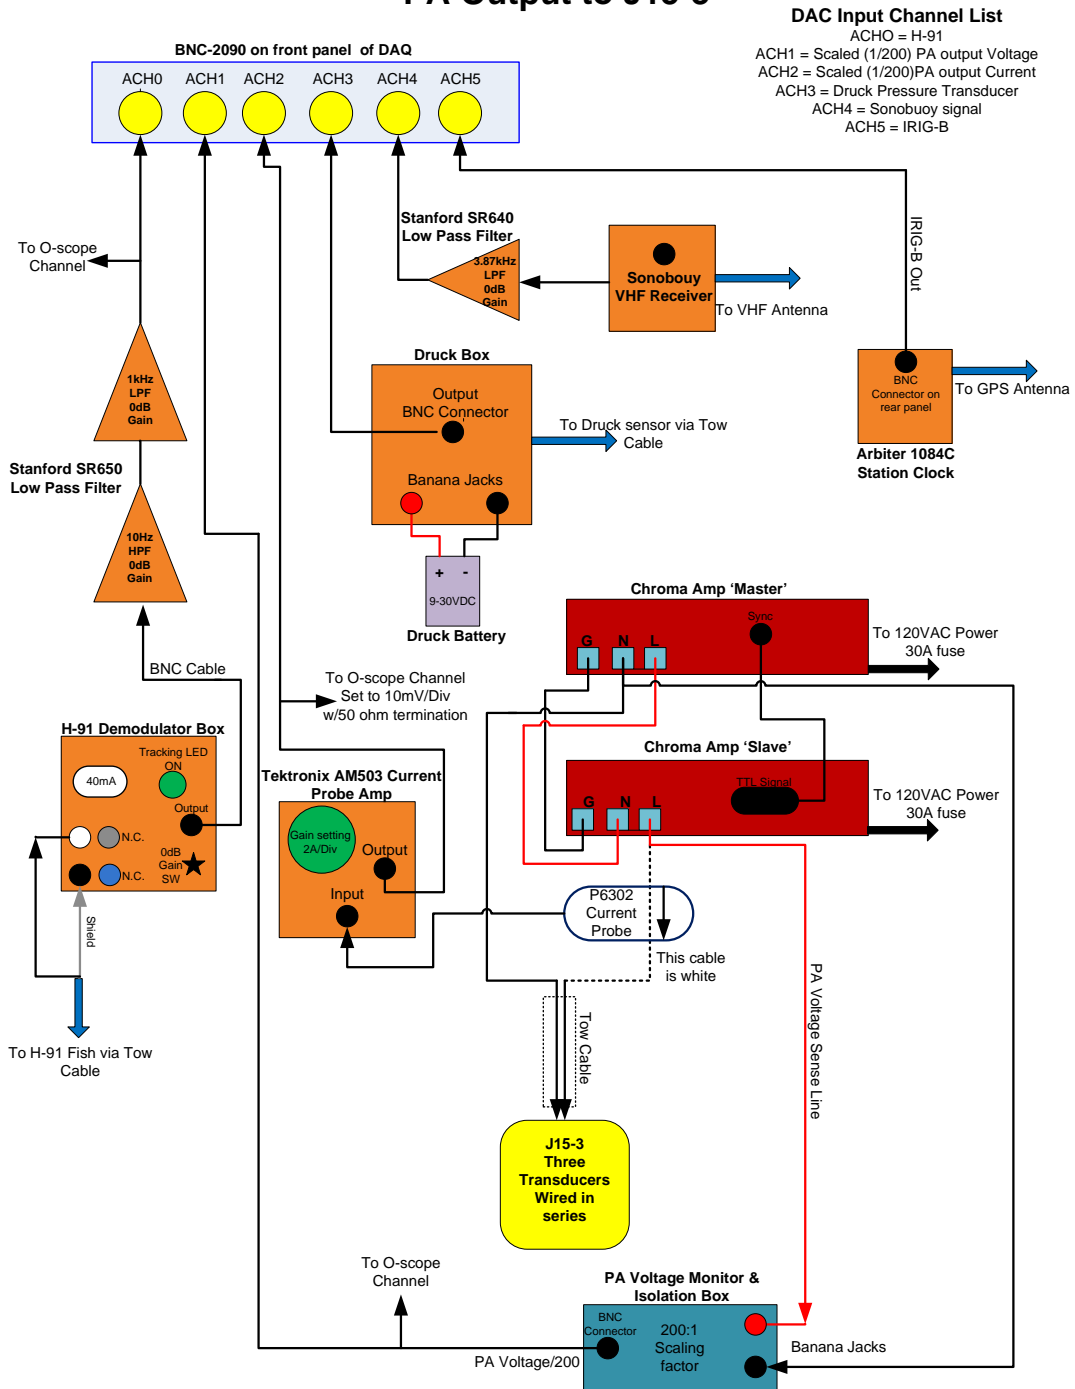 PA Output to J15-3
DAC Input Channel List
ACHO = H-91
ACH1 = Scaled (1/200) PA output Voltage
ACH2 = Scaled (1/200)PA output Current
ACH3 = Druck Pressure Transducer
ACH4 = Sonobuoy signal
ACH5 = IRIG-B
BNC-2090 on front panel of DAQ
ACH0 ACH1 ACH2 ACH3 ACH4 ACH5
To O-scope
Channel
Stanford SR640
Low Pass Filter
3.87kHz
LPF
0dB
Gain
Sonobouy
VHF Receiver
To VHF Antenna
IRIG-B Out
BNC
Connector on
rear panel
To GPS Antenna
Arbiter 1084C
Station Clock
1kHz
LPF
0dB
Gain
Stanford SR650
Low Pass Filter
10Hz
HPF
0dB
Gain
BNC Cable
Druck Box
Output
BNC Connector
To Druck sensor via Tow
Cable
Banana Jacks
+ -
9-30VDC
Druck Battery
Chroma Amp ‘Master’
Sync
G N L
To 120VAC Power
30A fuse
To O-scope Channel
Set to 10mV/Div
w/50 ohm termination
Chroma Amp ‘Slave’
TTL Signal
G N L
To 120VAC Power
30A fuse
H-91 Demodulator Box
Tracking LED
ON
40mA
Output
N.C.
0dB
Gain
SW
N.C.
Shield
To H-91 Fish via Tow
Cable
Tektronix AM503 Current
Probe Amp
Gain setting
2A/Div
Output
Input
P6302
Current
Probe
This cable
is white
Tow Cable
PA Voltage Sense Line
J15-3
Three
Transducers
Wired in
series
To O-scope
Channel
PA Voltage/200
PA Voltage Monitor &
Isolation Box
BNC
Connector
200:1
Scaling
factor
Banana Jacks